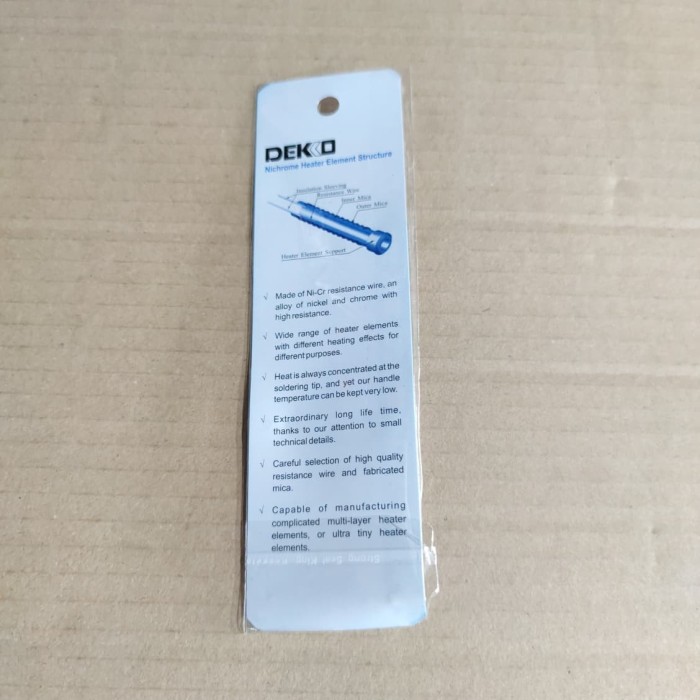 DEKKO
Nichrome Heater Element Structure
Insulation Sleeving
Resistance Wire
Inner Mica
Outer Mica
Heater Element Support
√ Made of Ni-Cr resistance wire, an
alloy of nickel and chrome with
high resistance.
√ Wide range of heater elements
with different heating effects for
different purposes.
√ Heat is always concentrated at the
soldering tip, and yet our handle
temperature can be kept very low.
√ Extraordinary long life time,
thanks to our attention to small
technical details.
√ Careful selection of high quality
resistance wire and fabricated
mica.
√ Capable of manufacturing
complicated multi-layer heater
elements, or ultra tiny heater
elements.